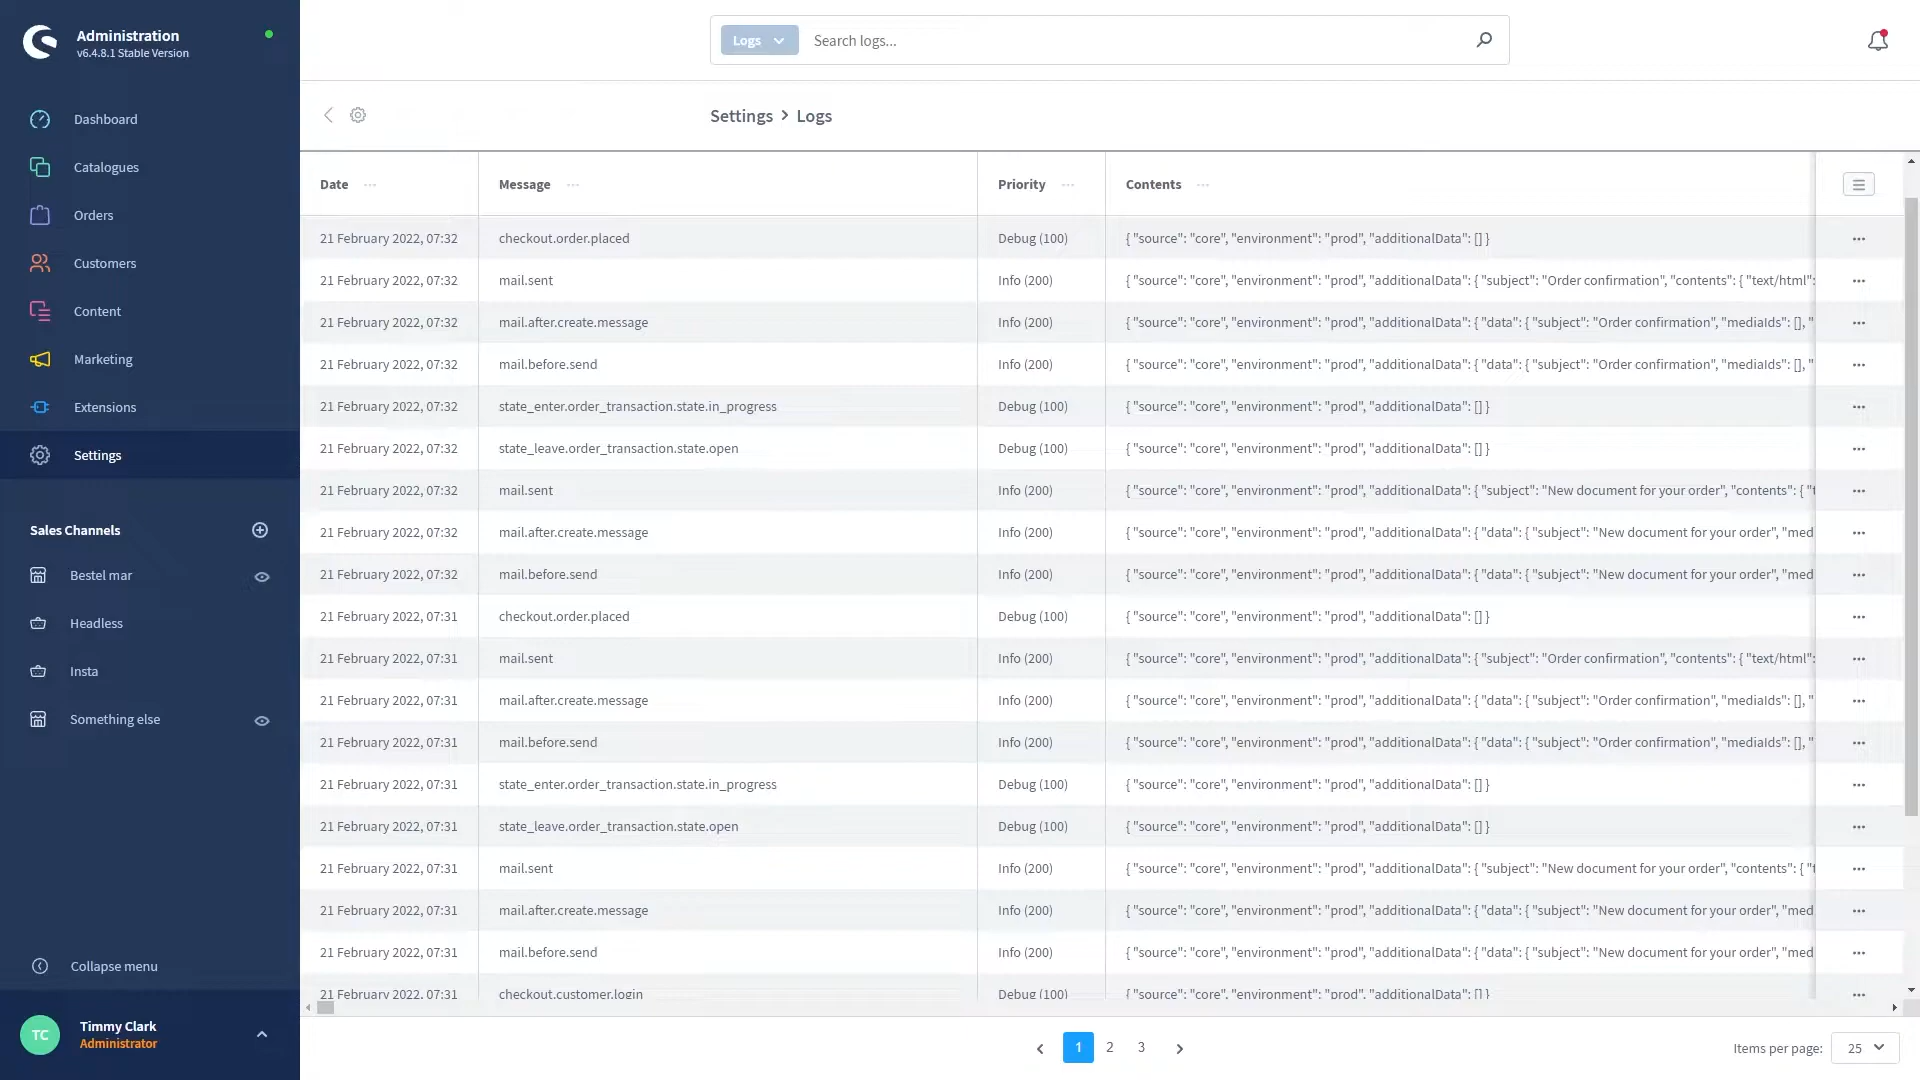 Administration
v6.4.8.1 Stable Version
Dashboard
Catalogues
Orders
Customers
Content
Marketing
Extensions
Settings
Sales Channels
Bestel mar
Headless
Insta
Something else
Collapse menu
TC
Timmy Clark
Administrator
Logs
Search logs...
Settings > Logs
Date ... Message ... Priority ... Contents ...
21 February 2022, 07:32 checkout.order.placed Debug (100) { "source": "core", "environment": "prod", "additionalData": [] }
21 February 2022, 07:32 mail.sent Info (200) { "source": "core", "environment": "prod", "additionalData": { "subject": "Order confirmation", "contents": { "text/html":
21 February 2022, 07:32 mail.after.create.message Info (200) { "source": "core", "environment": "prod", "additionalData": { "data": { "subject": "Order confirmation", "mediaIds": [], "
21 February 2022, 07:32 mail.before.send Info (200) { "source": "core", "environment": "prod", "additionalData": { "data": { "subject": "Order confirmation", "mediaIds": [], "
21 February 2022, 07:32 state_enter.order_transaction.state.in_progress Debug (100) { "source": "core", "environment": "prod", "additionalData": [] }
21 February 2022, 07:32 state_leave.order_transaction.state.open Debug (100) { "source": "core", "environment": "prod", "additionalData": [] }
21 February 2022, 07:32 mail.sent Info (200) { "source": "core", "environment": "prod", "additionalData": { "subject": "New document for your order", "contents": { "t
21 February 2022, 07:32 mail.after.create.message Info (200) { "source": "core", "environment": "prod", "additionalData": { "data": { "subject": "New document for your order", "med
21 February 2022, 07:32 mail.before.send Info (200) { "source": "core", "environment": "prod", "additionalData": { "data": { "subject": "New document for your order", "med
21 February 2022, 07:31 checkout.order.placed Debug (100) { "source": "core", "environment": "prod", "additionalData": [] }
21 February 2022, 07:31 mail.sent Info (200) { "source": "core", "environment": "prod", "additionalData": { "subject": "Order confirmation", "contents": { "text/html":
21 February 2022, 07:31 mail.after.create.message Info (200) { "source": "core", "environment": "prod", "additionalData": { "data": { "subject": "Order confirmation", "mediaIds": [], "
21 February 2022, 07:31 mail.before.send Info (200) { "source": "core", "environment": "prod", "additionalData": { "data": { "subject": "Order confirmation", "mediaIds": [], "
21 February 2022, 07:31 state_enter.order_transaction.state.in_progress Debug (100) { "source": "core", "environment": "prod", "additionalData": [] }
21 February 2022, 07:31 state_leave.order_transaction.state.open Debug (100) { "source": "core", "environment": "prod", "additionalData": [] }
21 February 2022, 07:31 mail.sent Info (200) { "source": "core", "environment": "prod", "additionalData": { "subject": "New document for your order", "contents": { "t
21 February 2022, 07:31 mail.after.create.message Info (200) { "source": "core", "environment": "prod", "additionalData": { "data": { "subject": "New document for your order", "med
21 February 2022, 07:31 mail.before.send Info (200) { "source": "core", "environment": "prod", "additionalData": { "data": { "subject": "New document for your order", "med
21 February 2022, 07:31 checkout.customer.login Debug (100) { "source": "core", "environment": "prod", "additionalData": [] }
1 2 3
Items per page: 25